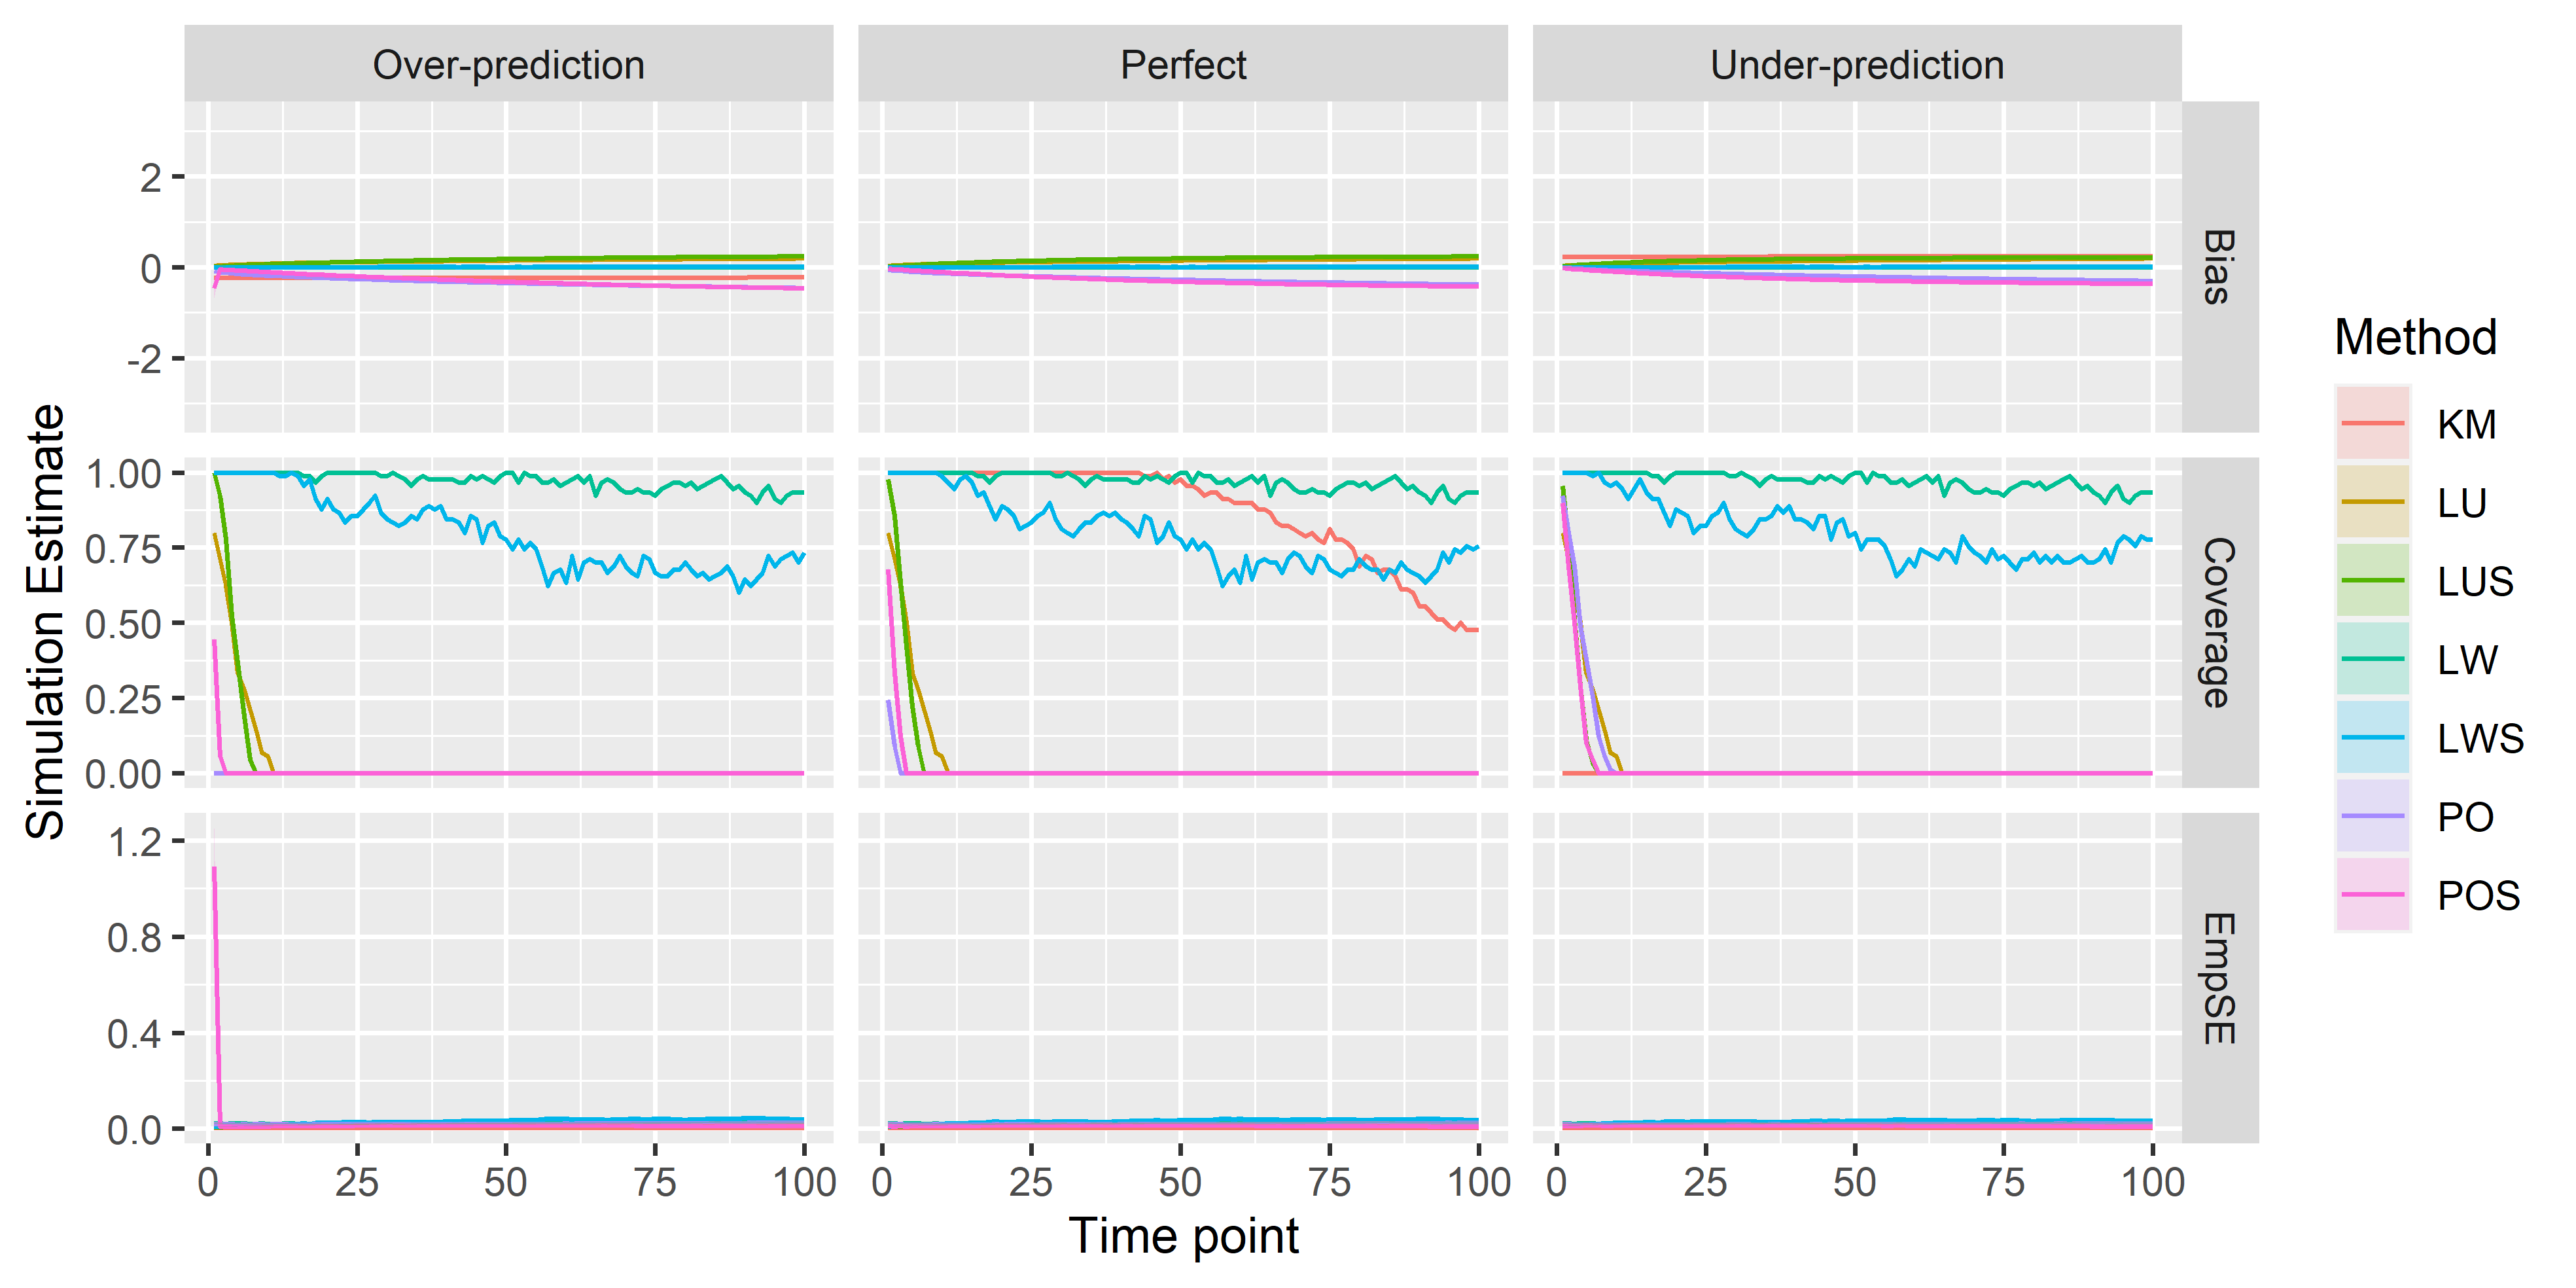 Over-prediction Perfect Under-prediction
Simulation Estimate
2
0
-2
Bias
1.00
0.75
0.50
0.25
0.00
Coverage
1.2
0.8
0.4
0.0
EmpSE
0 25 50 75 100 0 25 50 75 100 0 25 50 75 100
Time point
Method
KM
LU
LUS
LW
LWS
PO
POS